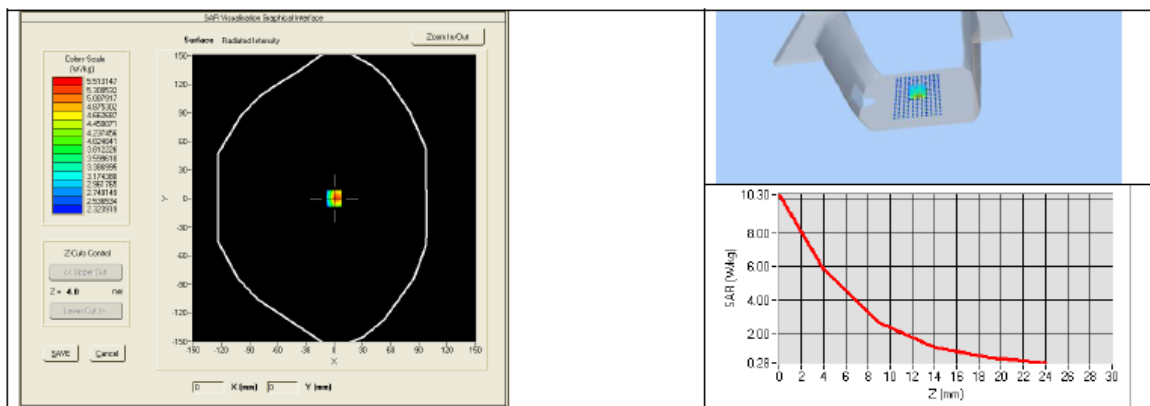 SAR Visualisation Graphical Interface
Surface Radiated Intensity
Zoom In/Out
Colors Scale
(W/kg)
5.513147
5.300532
5.087917
4.875302
4.662687
4.450071
4.237456
4.024841
3.812226
3.599610
3.386995
3.174380
2.961765
2.749149
2.536534
2.323919
150
120
90
60
30
0
-30
-60
-90
-120
-150
Y
-150 -120 -90 -60 -30 0 30 60 90 120 150
X
Z-Cuts Control
<< Upper Cut
Z = 4.0 mm
Lower Cut >>
SAVE Cancel
0 X (mm) 0 Y (mm)
10.30
8.00
6.00
4.00
2.00
0.28
SAR (W/kg)
0 2 4 6 8 10 12 14 16 18 20 22 24 26 28 30
Z (mm)